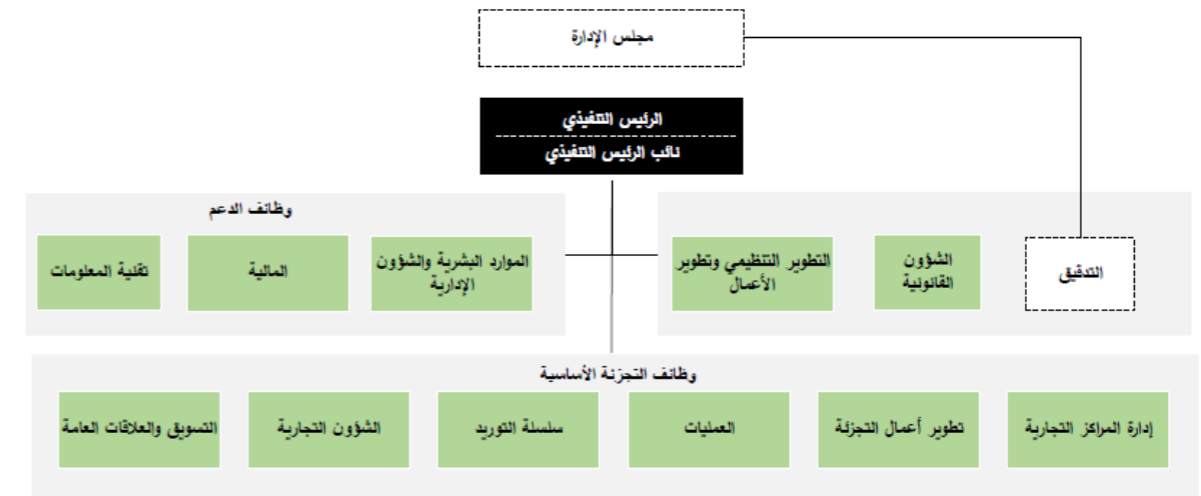 مجلس الإدارة
الرئيس التنفيذي
نائب الرئيس التنفيذي
وظائف الدعم
الشؤون
القانونية
التدقيق
التطوير التنظيمي وتطوير
الأعمال
الموارد البشرية والشؤون
الإدارية
المالية
تقنية المعلومات
وظائف التجزئة الأساسية
إدارة المراكز التجارية
تطوير أعمال التجزئة
العمليات
سلسلة التوريد
الشؤون التجارية
التسويق والعلاقات العامة